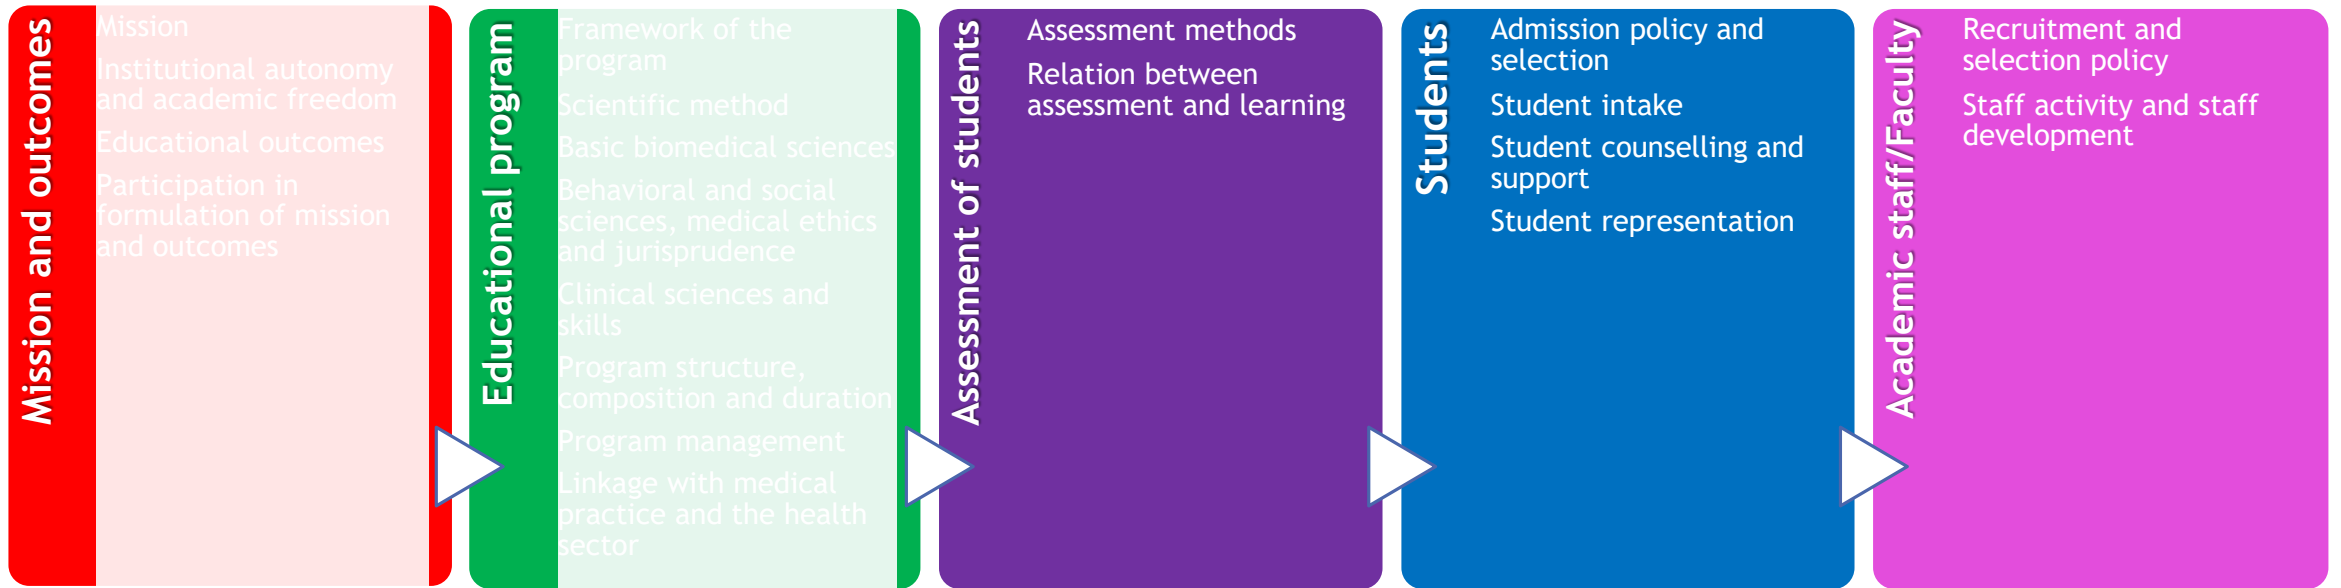 Mission and outcomes
Mission
Institutional autonomy
and academic freedom
Educational outcomes
Participation in
formulation of mission
and outcomes
Educational program
Framework of the
program
Scientific method
Basic biomedical sciences
Behavioral and social
sciences, medical ethics
and jurisprudence
Clinical sciences and
skills
Program structure,
composition and duration
Program management
Linkage with medical
practice and the health
sector
Assessment of students
Assessment methods
Relation between
assessment and learning
Students
Admission policy and
selection
Student intake
Student counselling and
support
Student representation
Academic staff/Faculty
Recruitment and
selection policy
Staff activity and staff
development